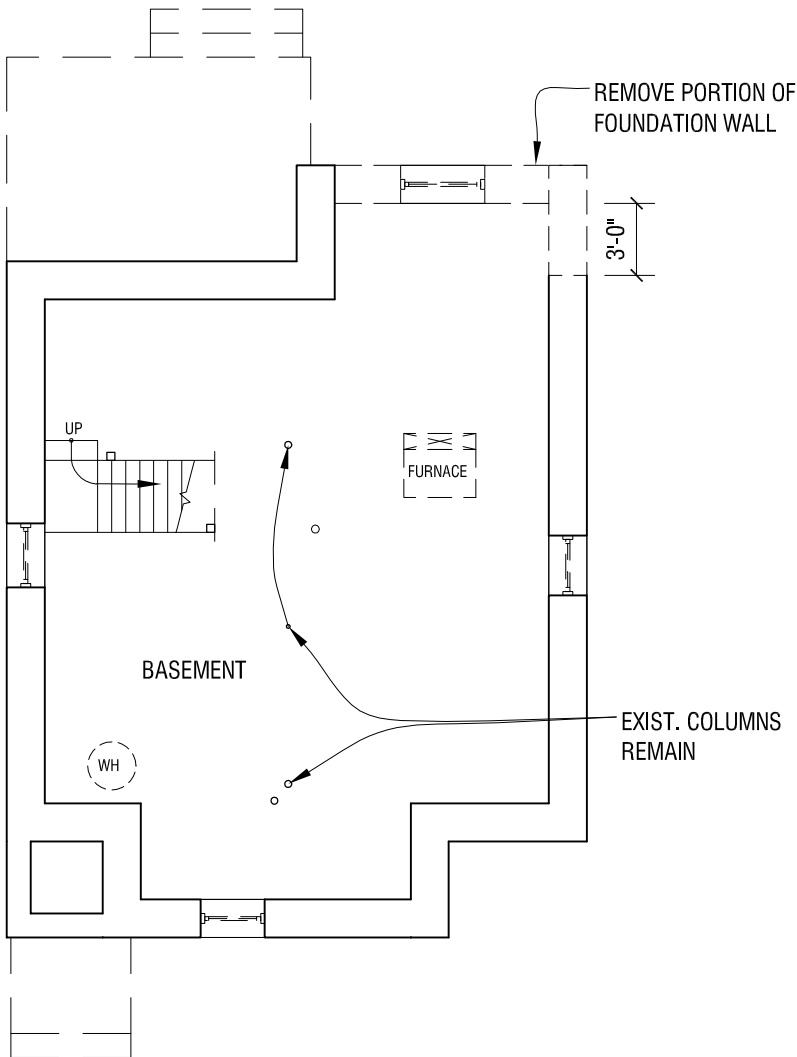 REMOVE PORTION OF
FOUNDATION WALL
3'-0"
UP
FURNACE
BASEMENT
EXIST. COLUMNS
REMAIN
WH